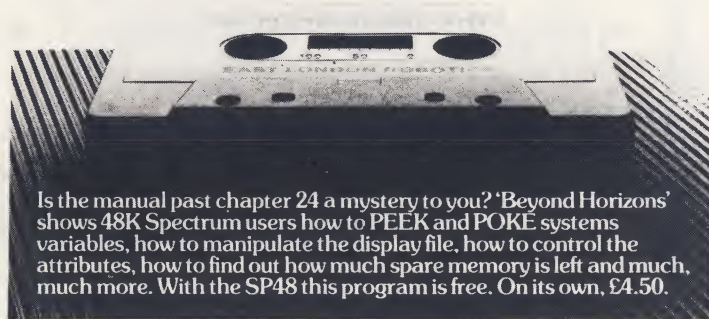 100 50 0
EAST LONDON ROBOTICS
Is the manual past chapter 24 a mystery to you? 'Beyond Horizons'
shows 48K Spectrum users how to PEEK and POKE systems
variables, how to manipulate the display file, how to control the
attributes, how to find out how much spare memory is left and much,
much more. With the SP48 this program is free. On its own, £4.50.